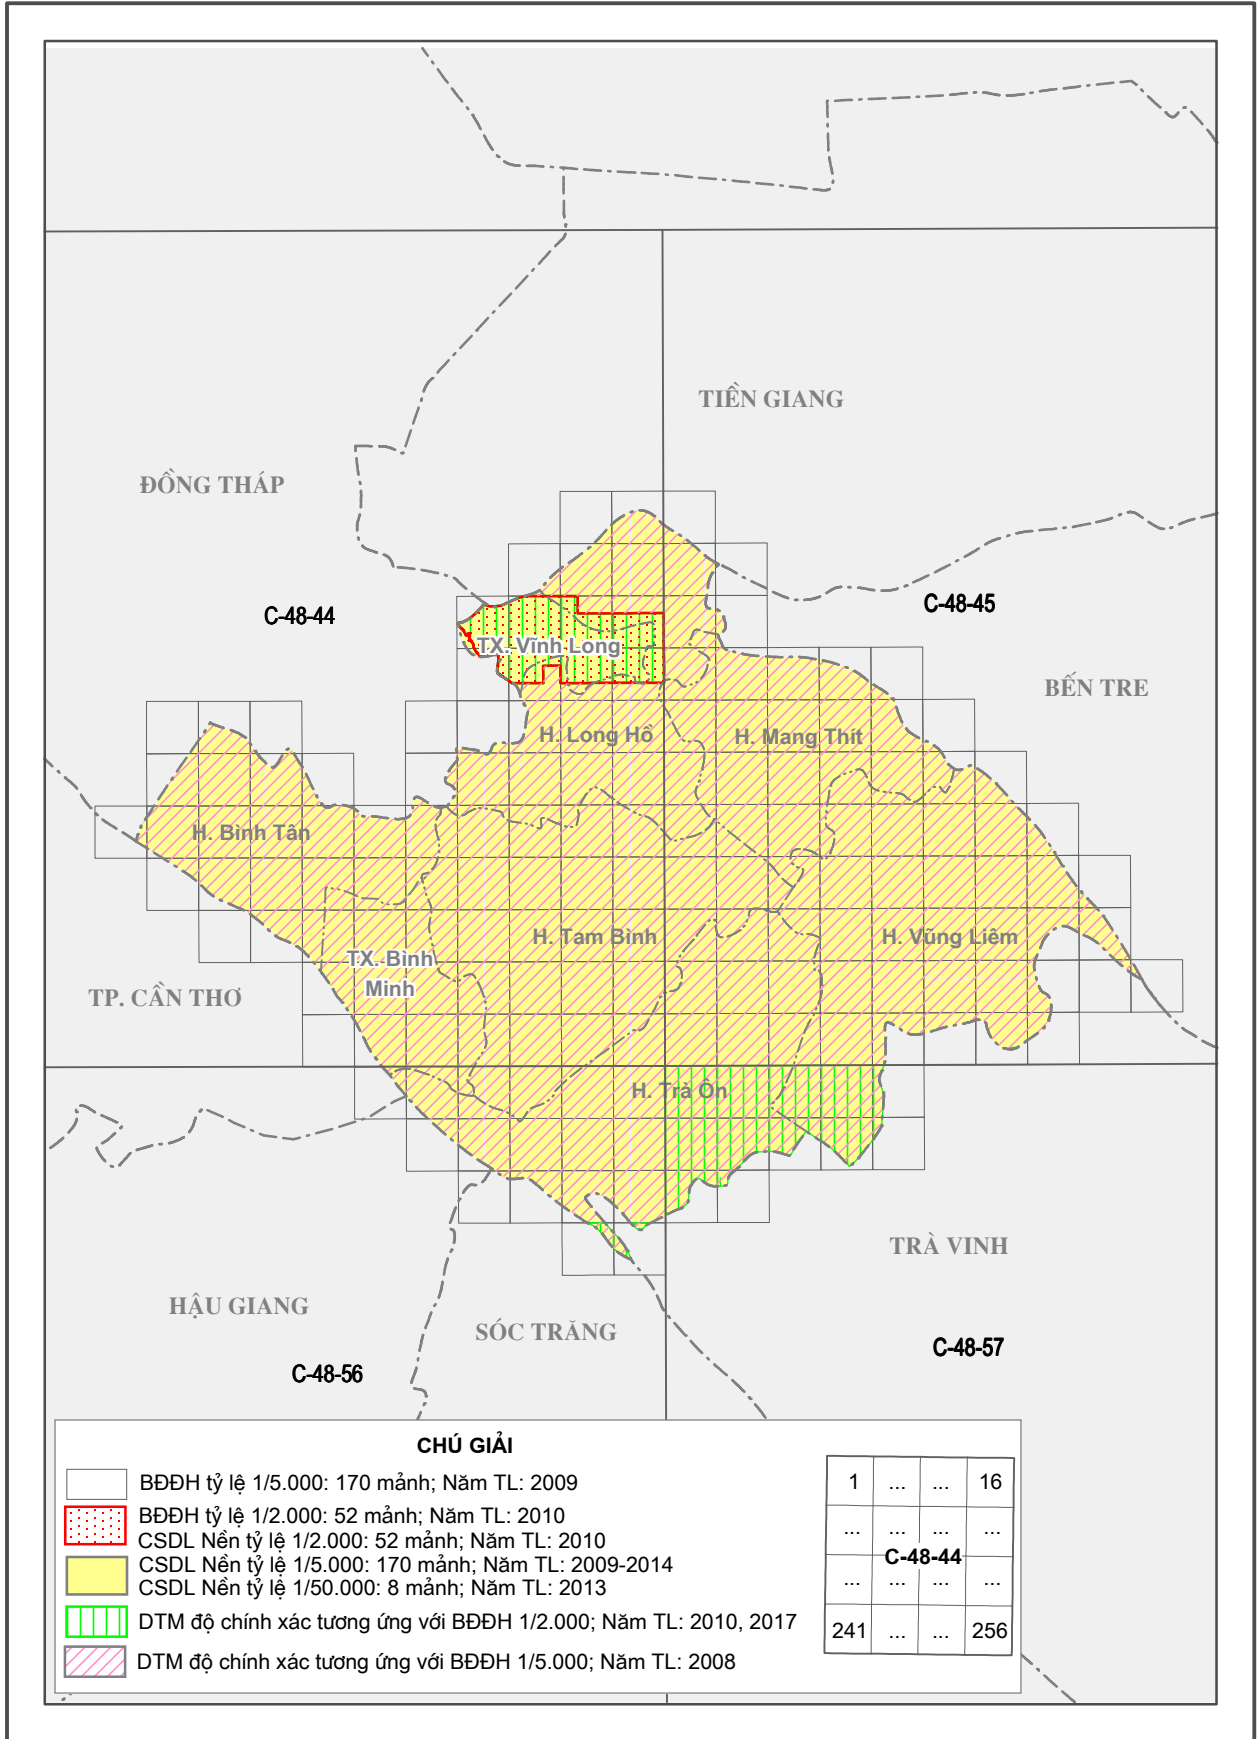 TIỀN GIANG
ĐỒNG THÁP
C-48-44
C-48-45
TX. Vĩnh Long
BẾN TRE
H. Long Hồ
H. Mang Thít
H. Bình Tân
H. Tam Bình
H. Vũng Liêm
TX. Bình
Minh
TP. CẦN THƠ
H. Trà Ôn
TRÀ VINH
HẬU GIANG
SÓC TRĂNG
C-48-57
C-48-56
CHÚ GIẢI
BĐĐH tỷ lệ 1/5.000: 170 mảnh; Năm TL: 2009
BĐĐH tỷ lệ 1/2.000: 52 mảnh; Năm TL: 2010
CSDL Nền tỷ lệ 1/2.000: 52 mảnh; Năm TL: 2010
CSDL Nền tỷ lệ 1/5.000: 170 mảnh; Năm TL: 2009-2014
CSDL Nền tỷ lệ 1/50.000: 8 mảnh; Năm TL: 2013
DTM độ chính xác tương ứng với BĐĐH 1/2.000; Năm TL: 2010, 2017
DTM độ chính xác tương ứng với BĐĐH 1/5.000; Năm TL: 2008
1 ... ... 16
... ... ... ...
C-48-44
... ... ... ...
241 ... ... 256